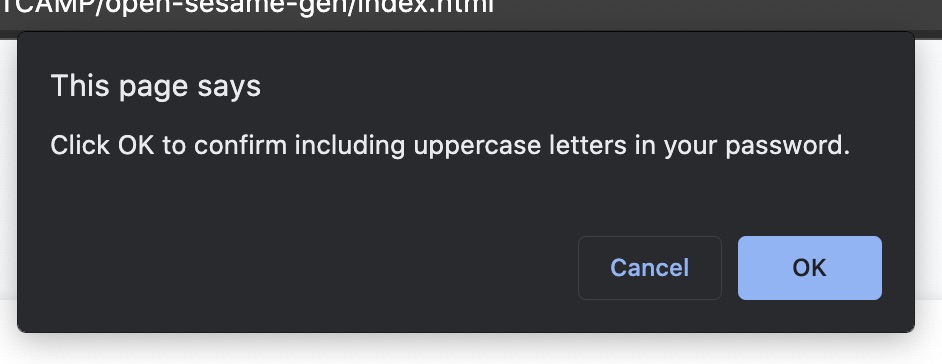 TCAMP/open-sesame-gen/index.html
This page says
Click OK to confirm including uppercase letters in your password.
Cancel
OK